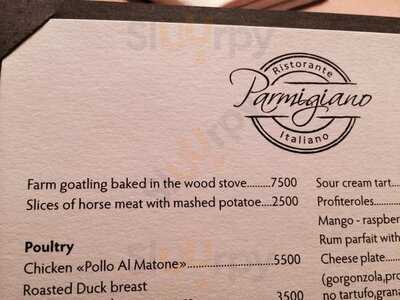 Sluurpy
Ristorante
Parmigiano
Italiano
Farm goatling baked in the wood stove.........7500
Slices of horse meat with mashed potatoe....2500
Poultry
Chicken «Pollo Al Matone»................................5500
Roasted Duck breast
3500
Sour cream tart....
Profiteroles......
Mango - raspber
Rum parfait with
Cheese plate.....
(gorgonzola,pro
no tartufo,grana